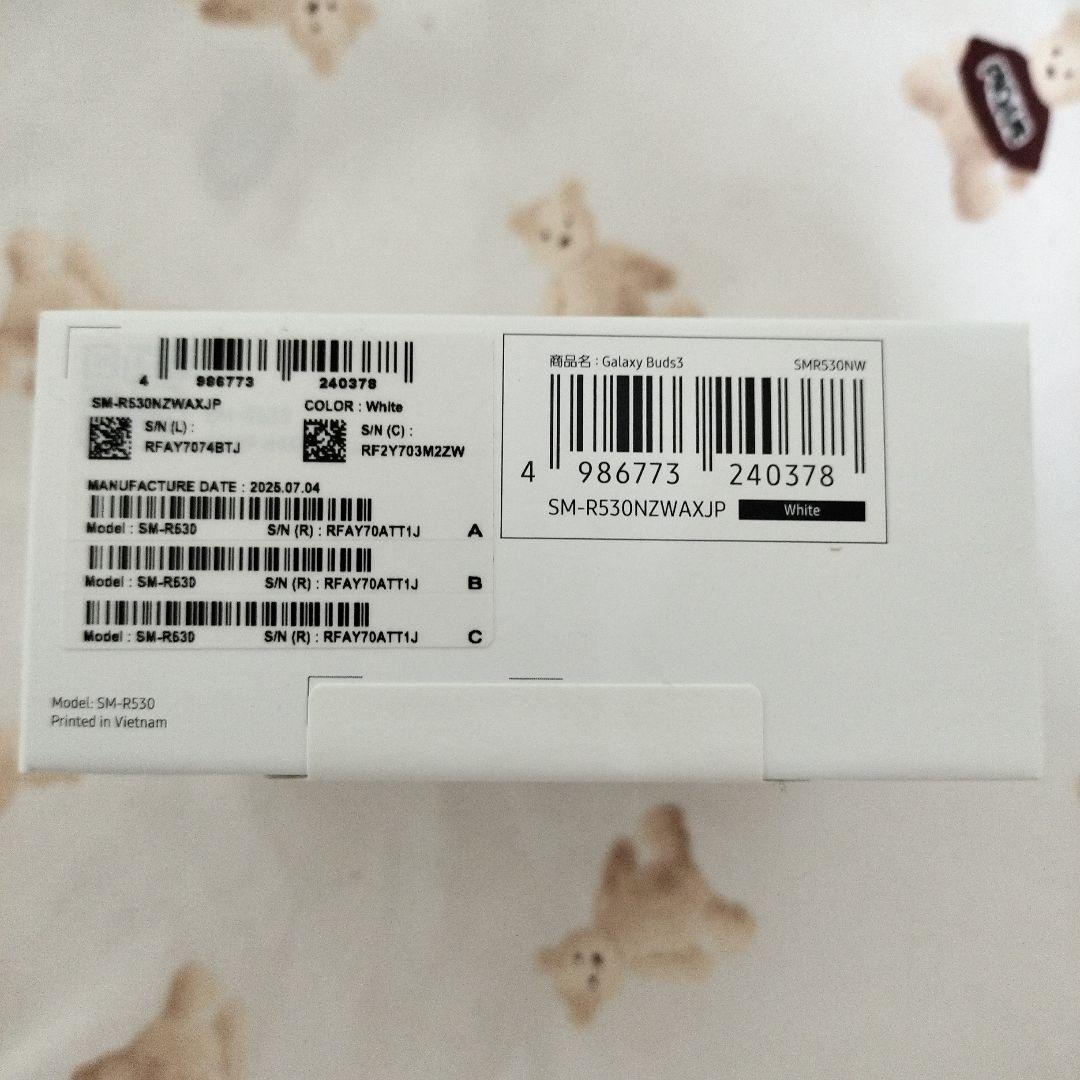 4 986773 240378
SM-R530NZWAXJP COLOR : White
S/N (L) :
RFAY7074BTJ
S/N (C) :
RF2Y703M2ZW
MANUFACTURE DATE : 2025.07.04
Model : SM-R530 S/N (R) : RFAY70ATT1J A
Model : SM-R530 S/N (R) : RFAY70ATT1J B
Model : SM-R530 S/N (R) : RFAY70ATT1J C
商品名 : Galaxy Buds3 SMR530NW
4 986773 240378
SM-R530NZWAXJP White
Model: SM-R530
Printed in Vietnam